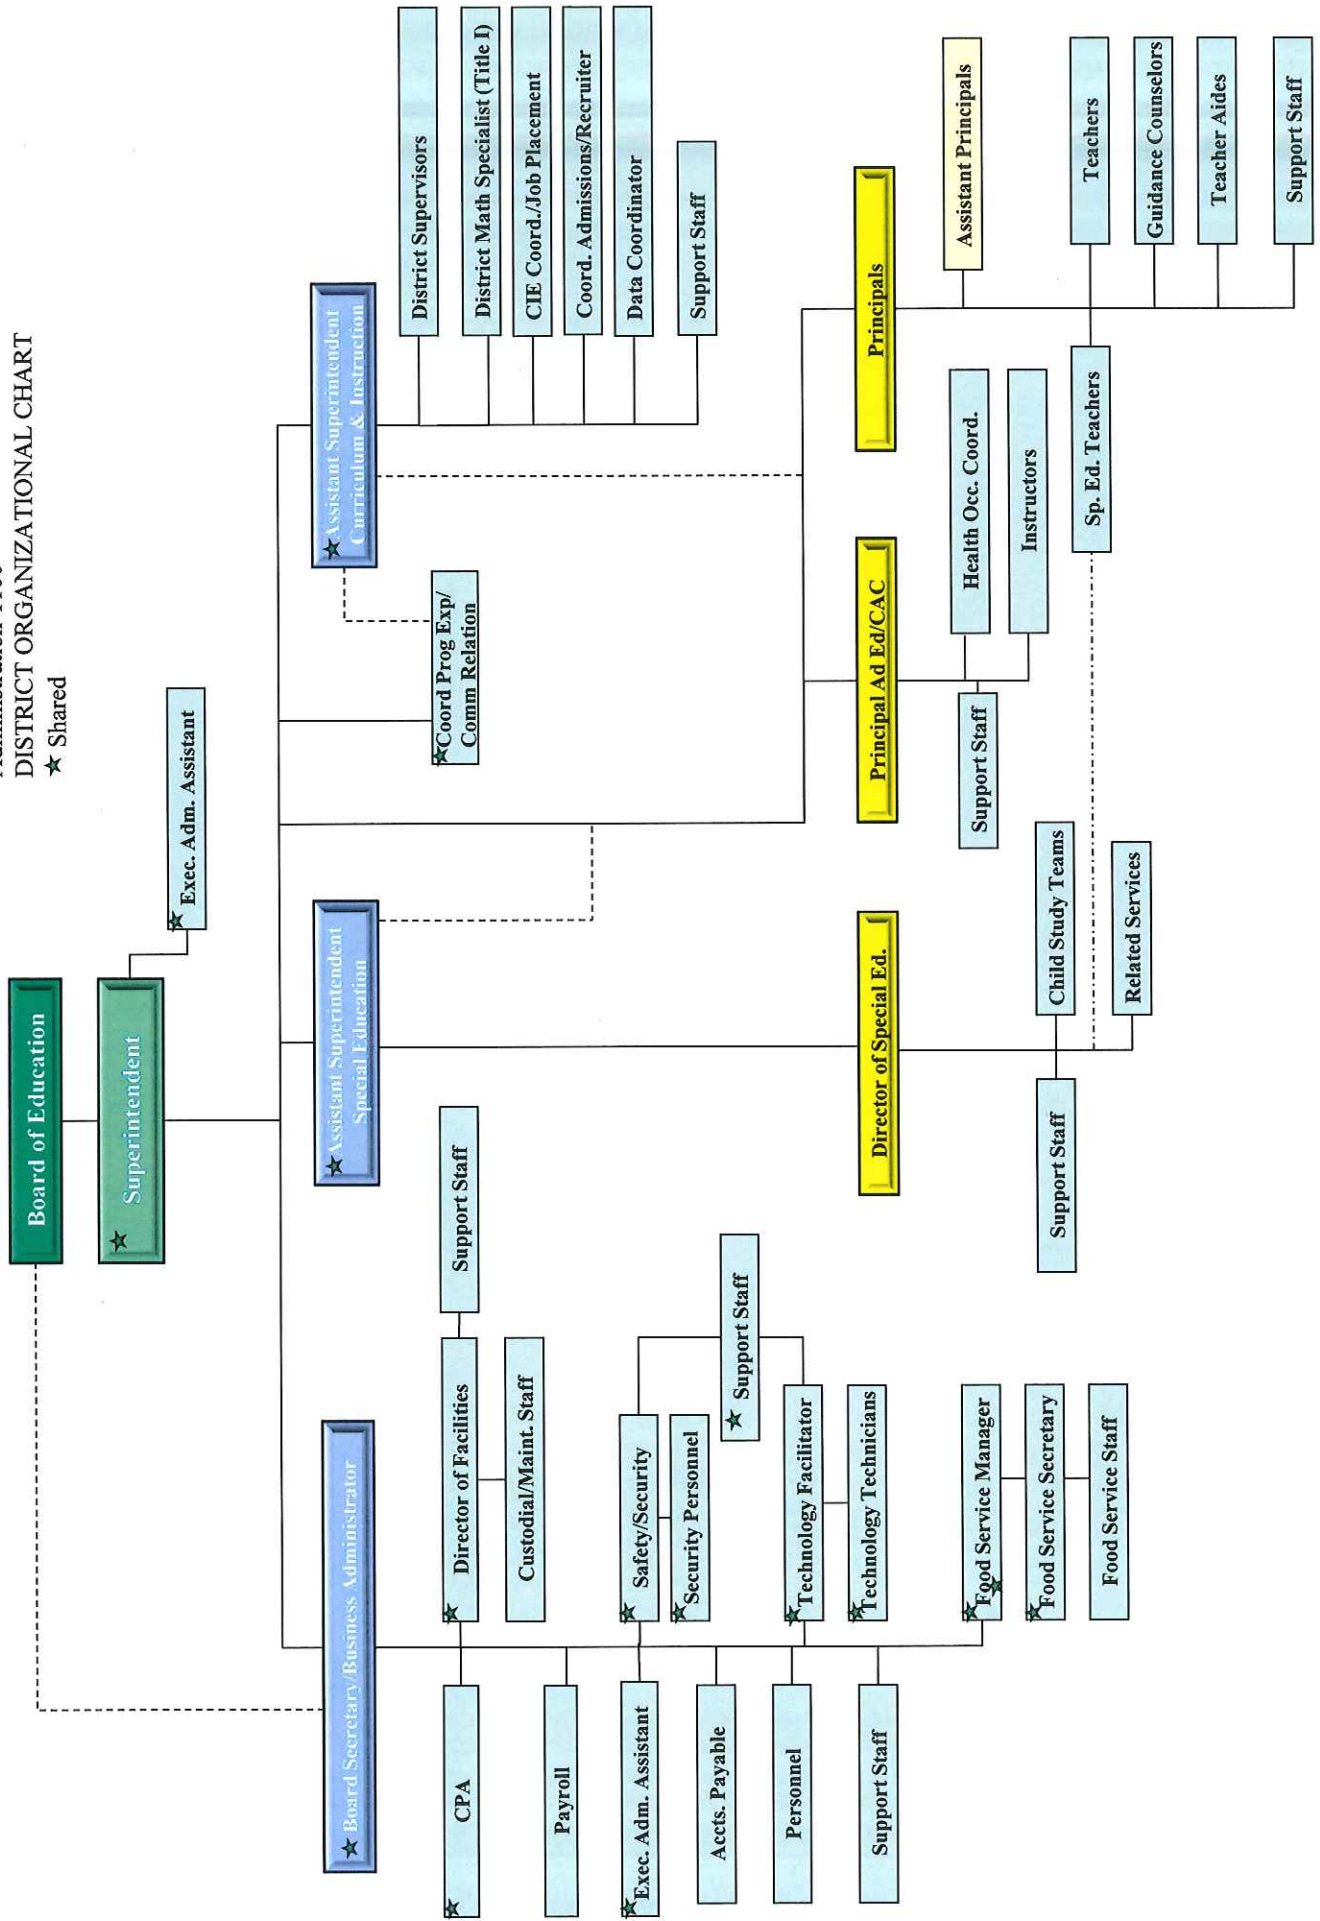 DISTRICT ORGANIZATIONAL CHART
★ Shared
Board of Education
Superintendent
Exec. Adm. Assistant
Board Secretary/Business Administrator
Assistant Superintendent
Special Education
Assistant Superintendent
Curriculum & Instruction
Coord Prog Exp/
Comm Relation
CPA
Payroll
Exec. Adm. Assistant
Accts. Payable
Personnel
Support Staff
Director of Facilities
Support Staff
Custodial/Maint. Staff
Safety/Security
Security Personnel
Support Staff
Technology Facilitator
Technology Technicians
Food Service Manager
Food Service Secretary
Food Service Staff
District Supervisors
District Math Specialist (Title I)
CIE Coord./Job Placement
Coord. Admissions/Recruiter
Data Coordinator
Support Staff
Director of Special Ed.
Support Staff
Child Study Teams
Related Services
Principal Ad Ed/CAC
Support Staff
Health Occ. Coord.
Instructors
Principals
Assistant Principals
Sp. Ed. Teachers
Teachers
Guidance Counselors
Teacher Aides
Support Staff